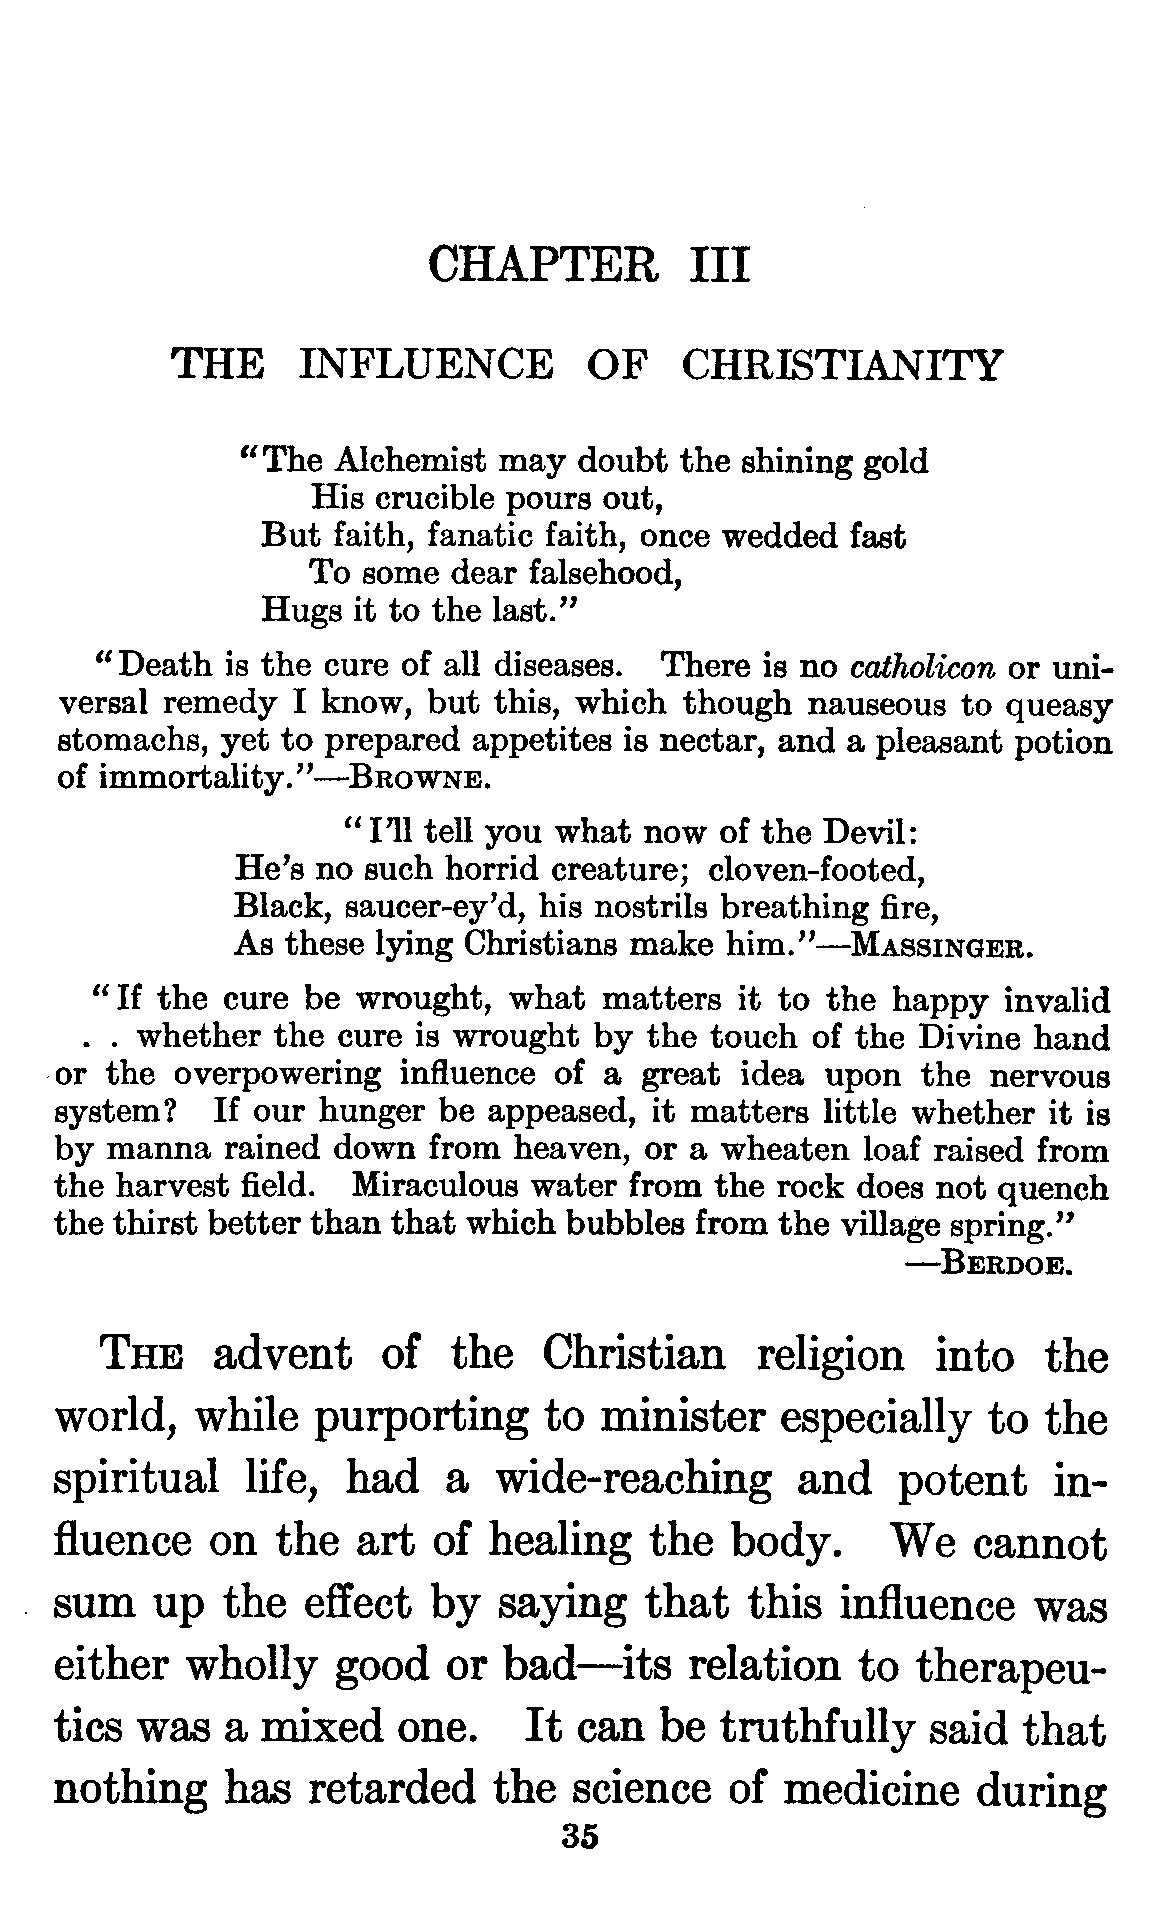 CHAPTER III
THE INFLUENCE OF CHRISTIANITY
“The Alchemist may doubt the shining gold
His crucible pours out,
But faith, fanatic faith, once wedded fast
To some dear falsehood,
Hugs it to the last.”
“Death is the cure of all diseases. There is no catholicon or uni-
versal remedy I know, but this, which though nauseous to queasy
stomachs, yet to prepared appetites is nectar, and a pleasant potion
of immortality.”—BROWNE.
“I’ll tell you what now of the Devil:
He’s no such horrid creature; cloven-footed,
Black, saucer-ey’d, his nostrils breathing fire,
As these lying Christians make him.”—MASSINGER.
“If the cure be wrought, what matters it to the happy invalid
. . whether the cure is wrought by the touch of the Divine hand
or the overpowering influence of a great idea upon the nervous
system? If our hunger be appeased, it matters little whether it is
by manna rained down from heaven, or a wheaten loaf raised from
the harvest field. Miraculous water from the rock does not quench
the thirst better than that which bubbles from the village spring.”
—BERDOE.
THE advent of the Christian religion into the
world, while purporting to minister especially to the
spiritual life, had a wide-reaching and potent in-
fluence on the art of healing the body. We cannot
sum up the effect by saying that this influence was
either wholly good or bad—its relation to therapeu-
tics was a mixed one. It can be truthfully said that
nothing has retarded the science of medicine during
35